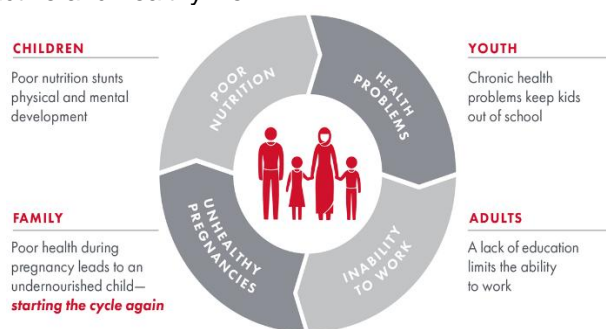 CHILDREN
Poor nutrition stunts
physical and mental
development
POOR
NUTRITION
HEALTH
PROBLEMS
YOUTH
Chronic health
problems keep kids
out of school
FAMILY
Poor health during
pregnancy leads to an
undernourished child—
starting the cycle again
UNHEALTHY
PREGNANCIES
INABILITY
TO WORK
ADULTS
A lack of education
limits the ability
to work